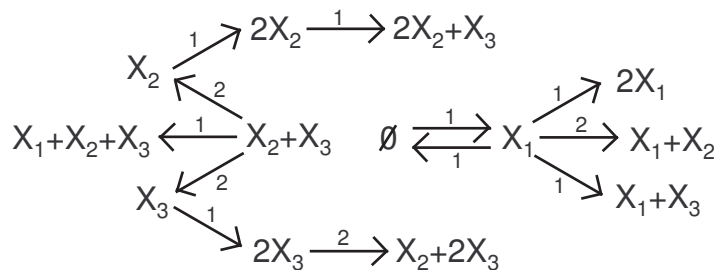 2X₂ 1 2X₂+X₃
1
X₂
2
X₁+X₂+X₃ 1 X₂+X₃
2
X₃
1
2X₃ 2 X₂+2X₃
∅ 1 X₁
1
1 2X₁
2 X₁+X₂
1 X₁+X₃